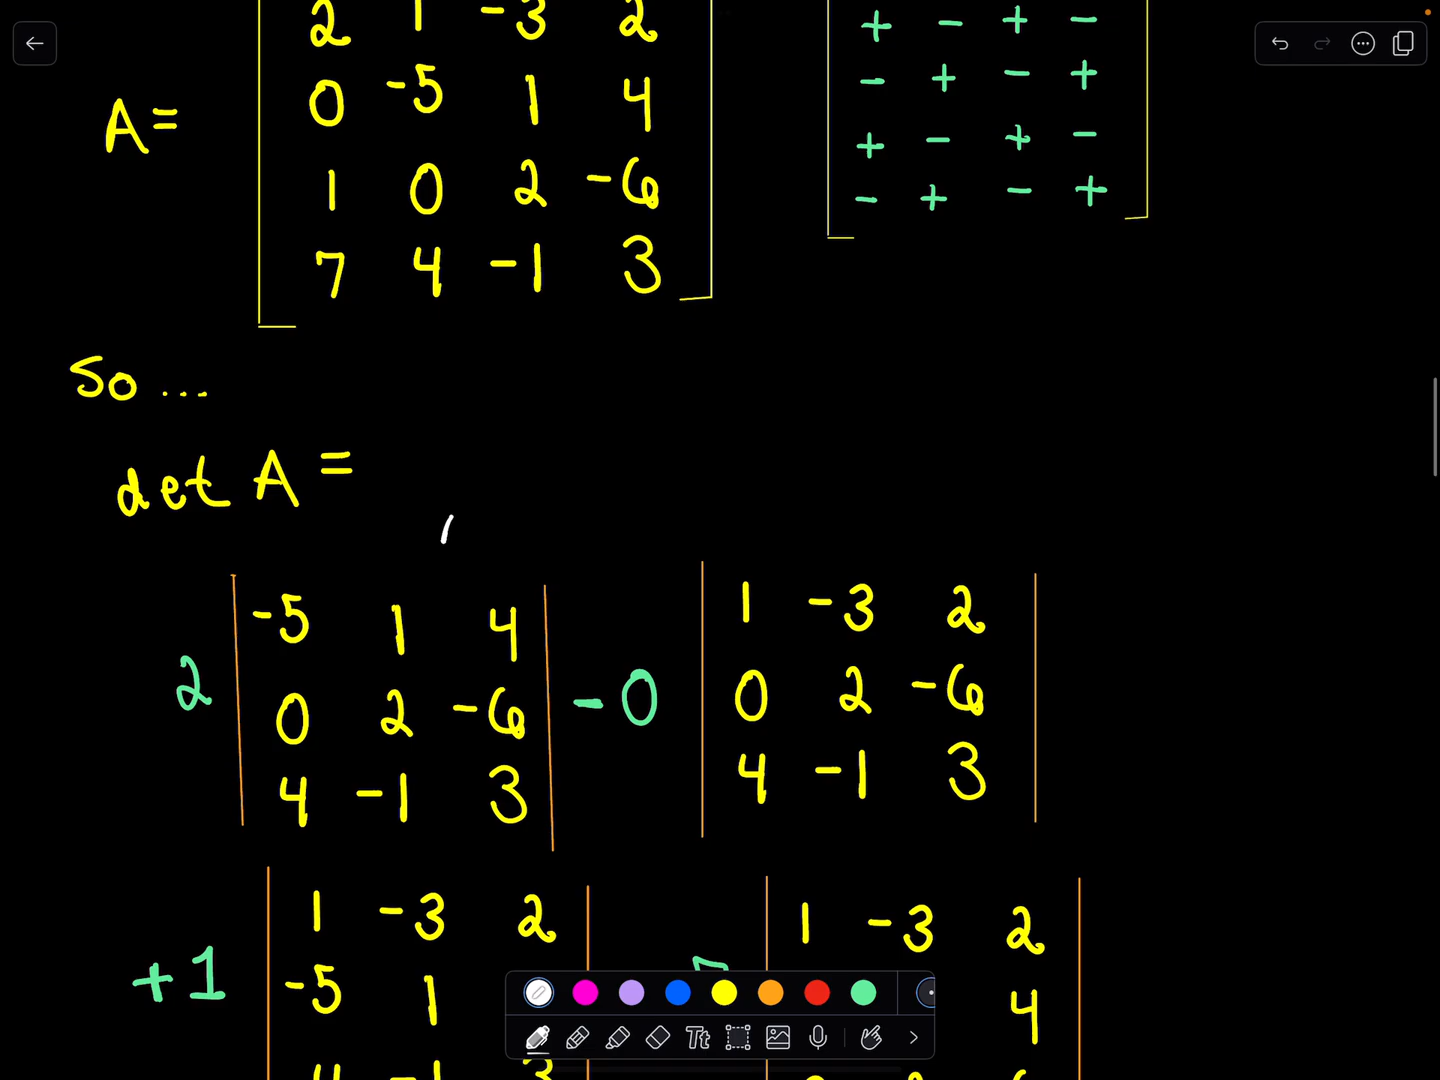 2 1 -3 2
0 -5 1 4
A =
1 0 2 -6
7 4 -1 3
+ - + -
- + - +
+ - + -
- + - +
So ...
det A =
2
-5 1 4
0 2 -6
4 -1 3
- 0
1 -3 2
0 2 -6
4 -1 3
+1
1 -3 2
-5 1
1 -3 2
4
Tt